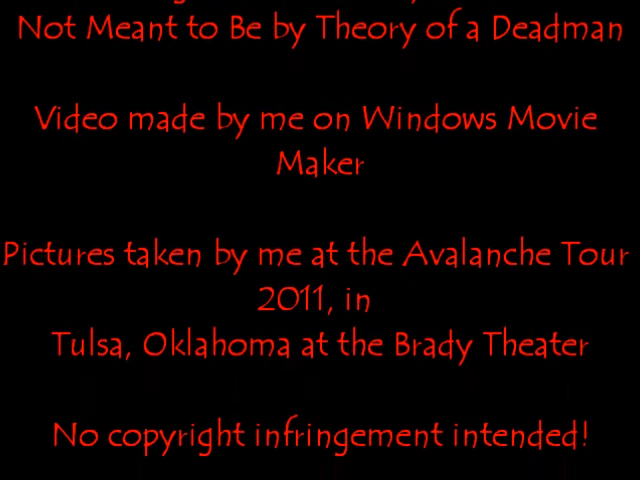 Not Meant to Be by Theory of a Deadman
Video made by me on Windows Movie
Maker
Pictures taken by me at the Avalanche Tour
2011, in
Tulsa, Oklahoma at the Brady Theater
No copyright infringement intended!